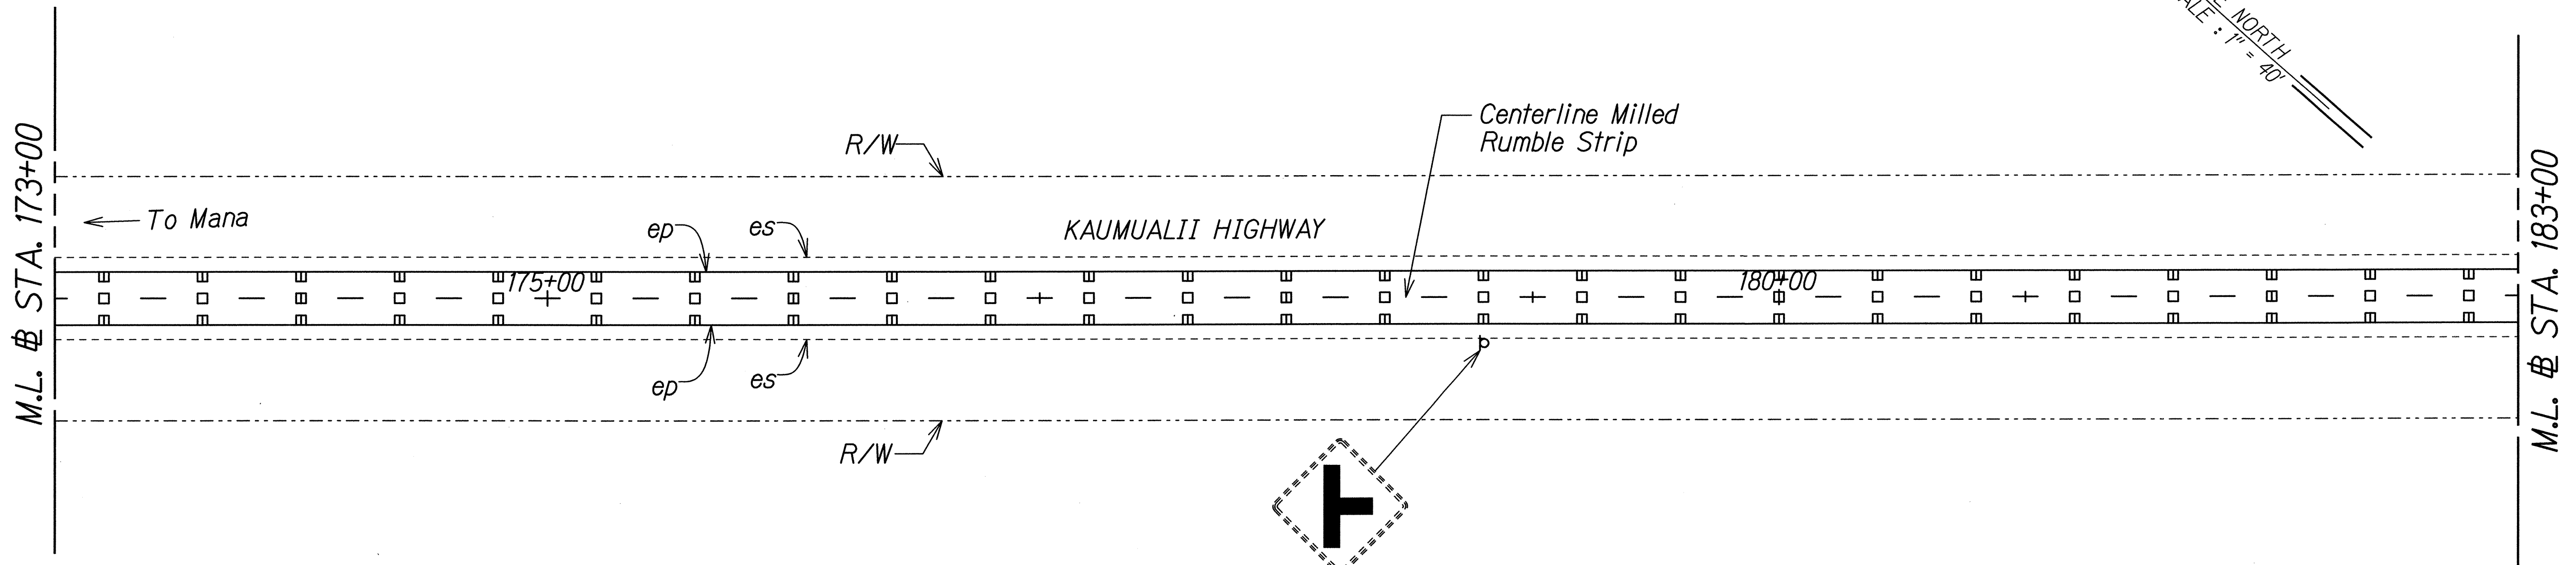 NORTH
: 1" = 40'
Centerline Milled
Rumble Strip
R/W
To Mana
ep
es
KAUMUALII HIGHWAY
175+00
180+00
ep
es
R/W
M.L. ⅊ STA. 173+00
M.L. ⅊ STA. 183+00